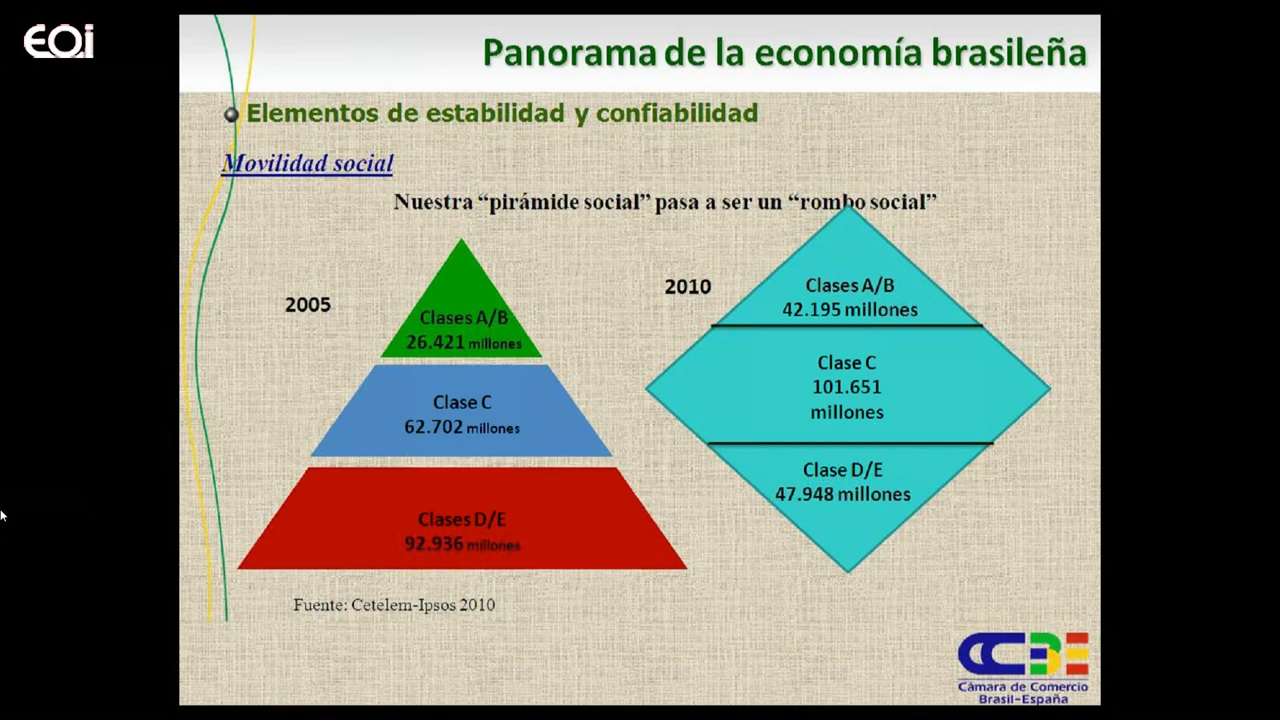 EOi
Panorama de la economía brasileña
Elementos de estabilidad y confiabilidad
Movilidad social
Nuestra “pirámide social” pasa a ser un “rombo social”
2005
Clases A/B
26.421 millones
Clase C
62.702 millones
Clases D/E
92.936 millones
2010
Clases A/B
42.195 millones
Clase C
101.651
millones
Clase D/E
47.948 millones
Fuente: Cetelem-Ipsos 2010
CCBE
Cámara de Comercio
Brasil-España